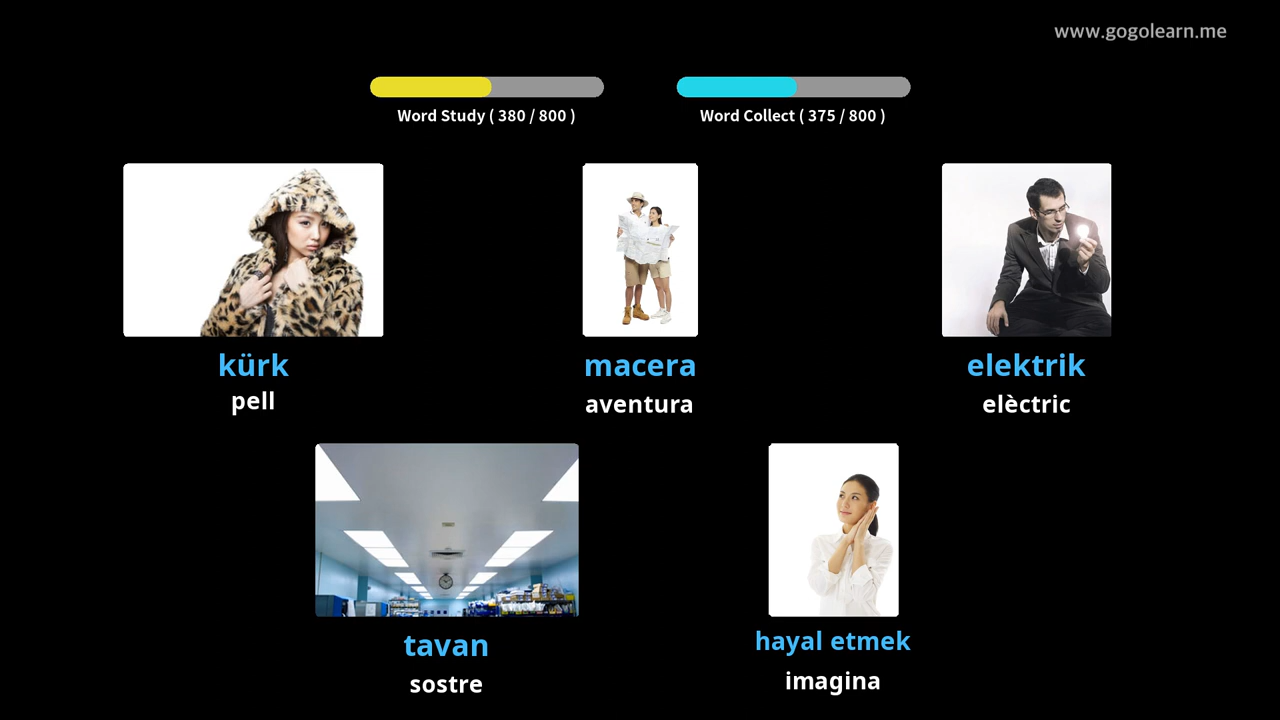 www.gogolearn.me
Word Study ( 380 / 800 )
Word Collect ( 375 / 800 )
kürk
pell
macera
aventura
elektrik
elèctric
tavan
sostre
hayal etmek
imagina